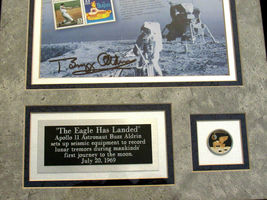 "The Eagle Has Landed"
Apollo 11 Astronaut Buzz Aldrin
sets up seismic equipment to record
lunar tremors during mankinds'
first journey to the moon.
July 20, 1969